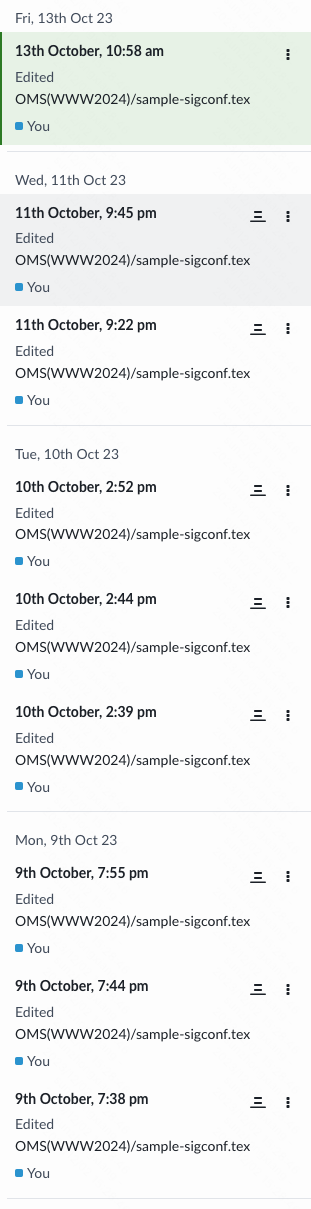 Fri, 13th Oct 23
13th October, 10:58 am
Edited
OMS(WWW2024)/sample-sigconf.tex
You
Wed, 11th Oct 23
11th October, 9:45 pm
Edited
OMS(WWW2024)/sample-sigconf.tex
You
11th October, 9:22 pm
Edited
OMS(WWW2024)/sample-sigconf.tex
You
Tue, 10th Oct 23
10th October, 2:52 pm
Edited
OMS(WWW2024)/sample-sigconf.tex
You
10th October, 2:44 pm
Edited
OMS(WWW2024)/sample-sigconf.tex
You
10th October, 2:39 pm
Edited
OMS(WWW2024)/sample-sigconf.tex
You
Mon, 9th Oct 23
9th October, 7:55 pm
Edited
OMS(WWW2024)/sample-sigconf.tex
You
9th October, 7:44 pm
Edited
OMS(WWW2024)/sample-sigconf.tex
You
9th October, 7:38 pm
Edited
OMS(WWW2024)/sample-sigconf.tex
You